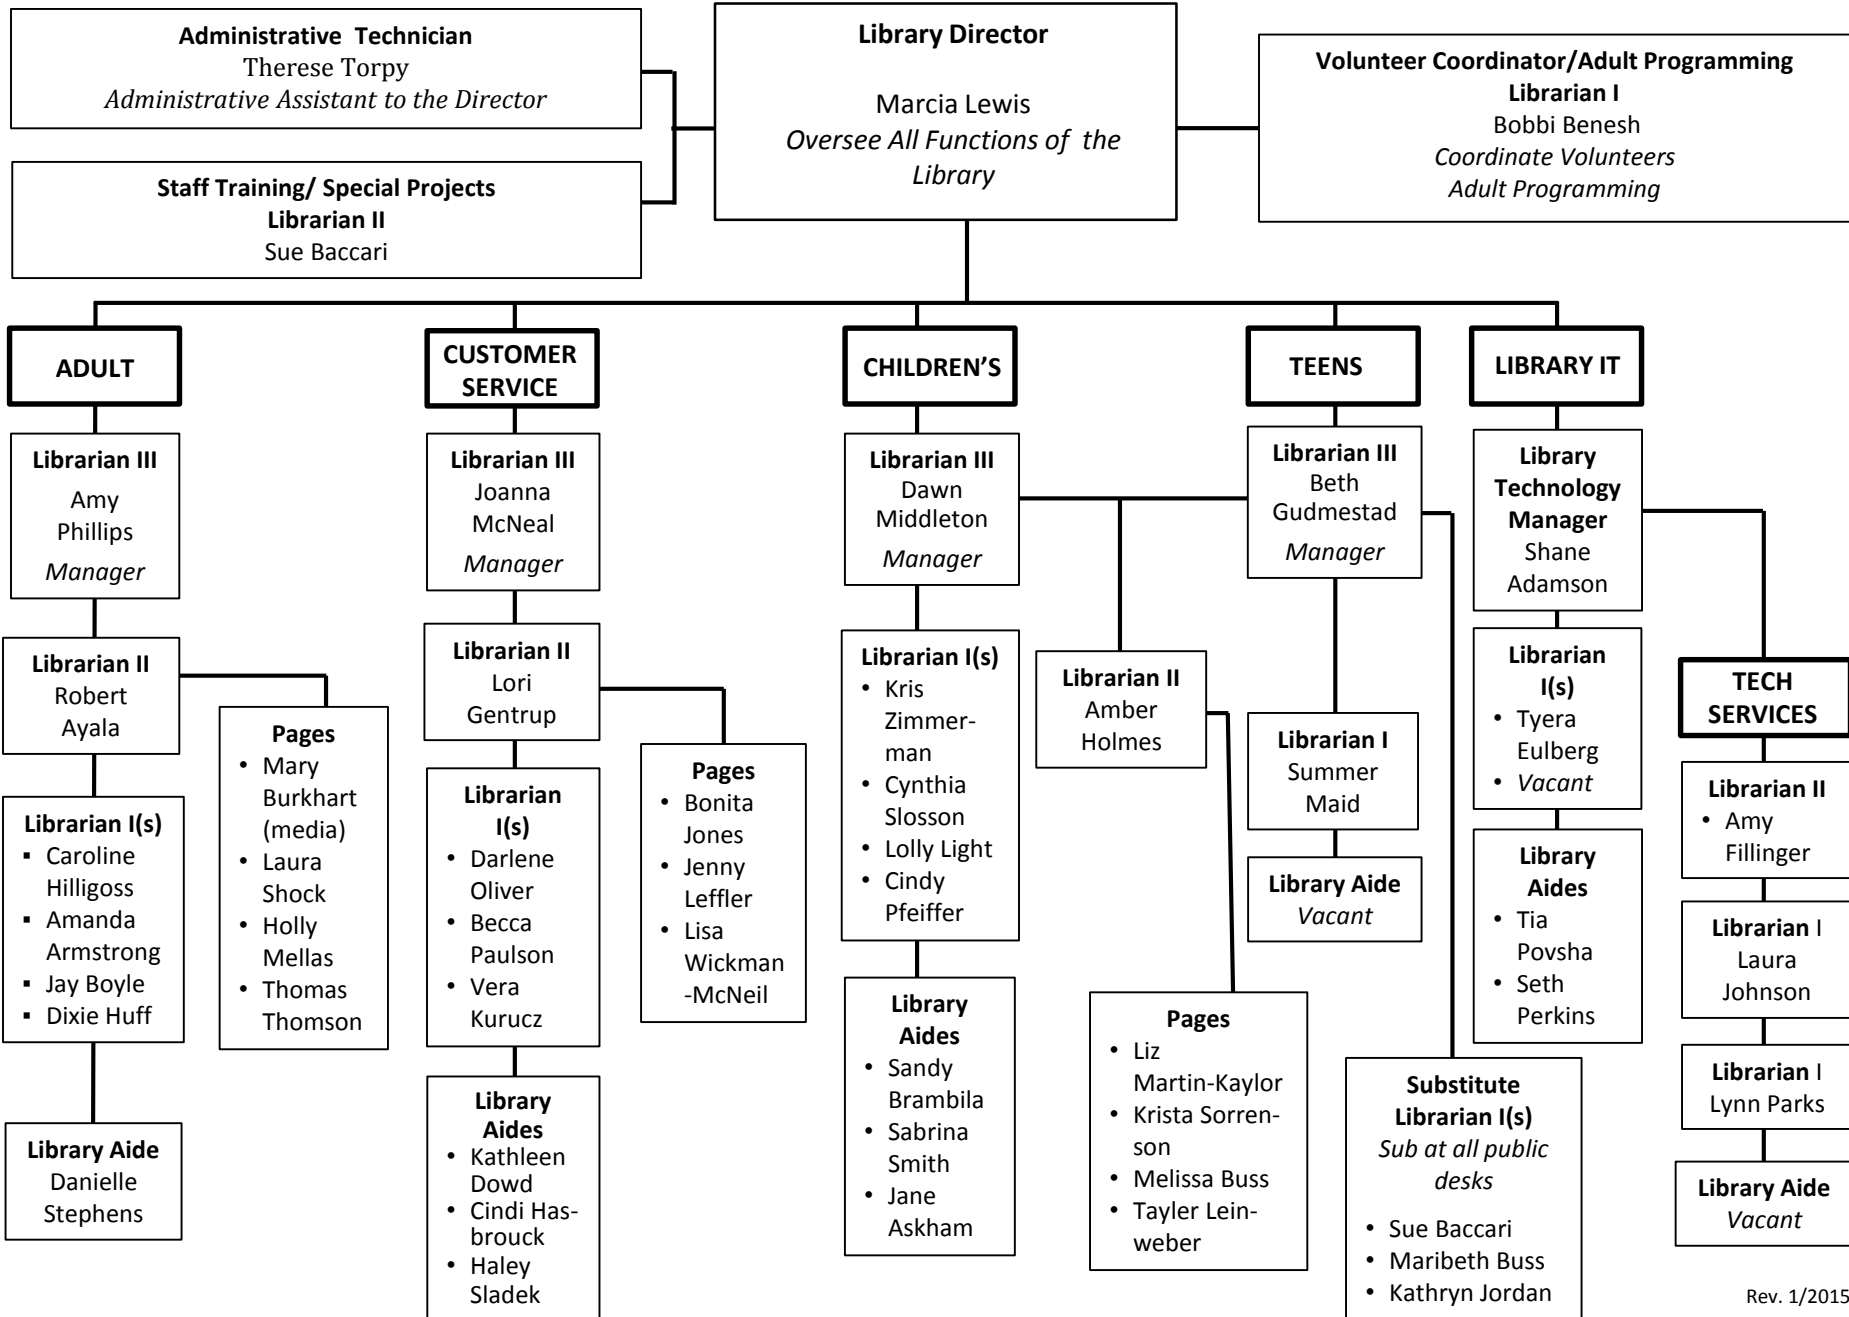 Administrative  Technician
Therese Torpy
Administrative Assistant to the Director
Staff Training/ Special Projects
Librarian II
Sue Baccari
Library Director
Marcia Lewis
Oversee All Functions of  the
Library
Volunteer Coordinator/Adult Programming
Librarian I
Bobbi Benesh
Coordinate Volunteers
Adult Programming
ADULT
Librarian III
Amy
Phillips
Manager
Librarian II
Robert
Ayala
Librarian I(s)
▪ Caroline
Hilligoss
▪ Amanda
Armstrong
▪ Jay Boyle
▪ Dixie Huff
Library Aide
Danielle
Stephens
Pages
• Mary
Burkhart
(media)
• Laura
Shock
• Holly
Mellas
• Thomas
Thomson
CUSTOMER
SERVICE
Librarian III
Joanna
McNeal
Manager
Librarian II
Lori
Gentrup
Librarian
I(s)
• Darlene
Oliver
• Becca
Paulson
• Vera
Kurucz
Library
Aides
• Kathleen
Dowd
• Cindi Has-
brouck
• Haley
Sladek
Pages
• Bonita
Jones
• Jenny
Leffler
• Lisa
Wickman
-McNeil
CHILDREN’S
Librarian III
Dawn
Middleton
Manager
Librarian I(s)
• Kris
Zimmer-
man
• Cynthia
Slosson
• Lolly Light
• Cindy
Pfeiffer
Library
Aides
• Sandy
Brambila
• Sabrina
Smith
• Jane
Askham
Librarian II
Amber
Holmes
Pages
• Liz
Martin-Kaylor
• Krista Sorren-
son
• Melissa Buss
• Tayler Lein-
weber
TEENS
Librarian III
Beth
Gudmestad
Manager
Librarian I
Summer
Maid
Library Aide
Vacant
Substitute
Librarian I(s)
Sub at all public
desks
• Sue Baccari
• Maribeth Buss
• Kathryn Jordan
LIBRARY IT
Library
Technology
Manager
Shane
Adamson
Librarian
I(s)
• Tyera
Eulberg
• Vacant
Library
Aides
• Tia
Povsha
• Seth
Perkins
TECH
SERVICES
Librarian II
• Amy
Fillinger
Librarian I
Laura
Johnson
Librarian I
Lynn Parks
Library Aide
Vacant
Rev. 1/2015